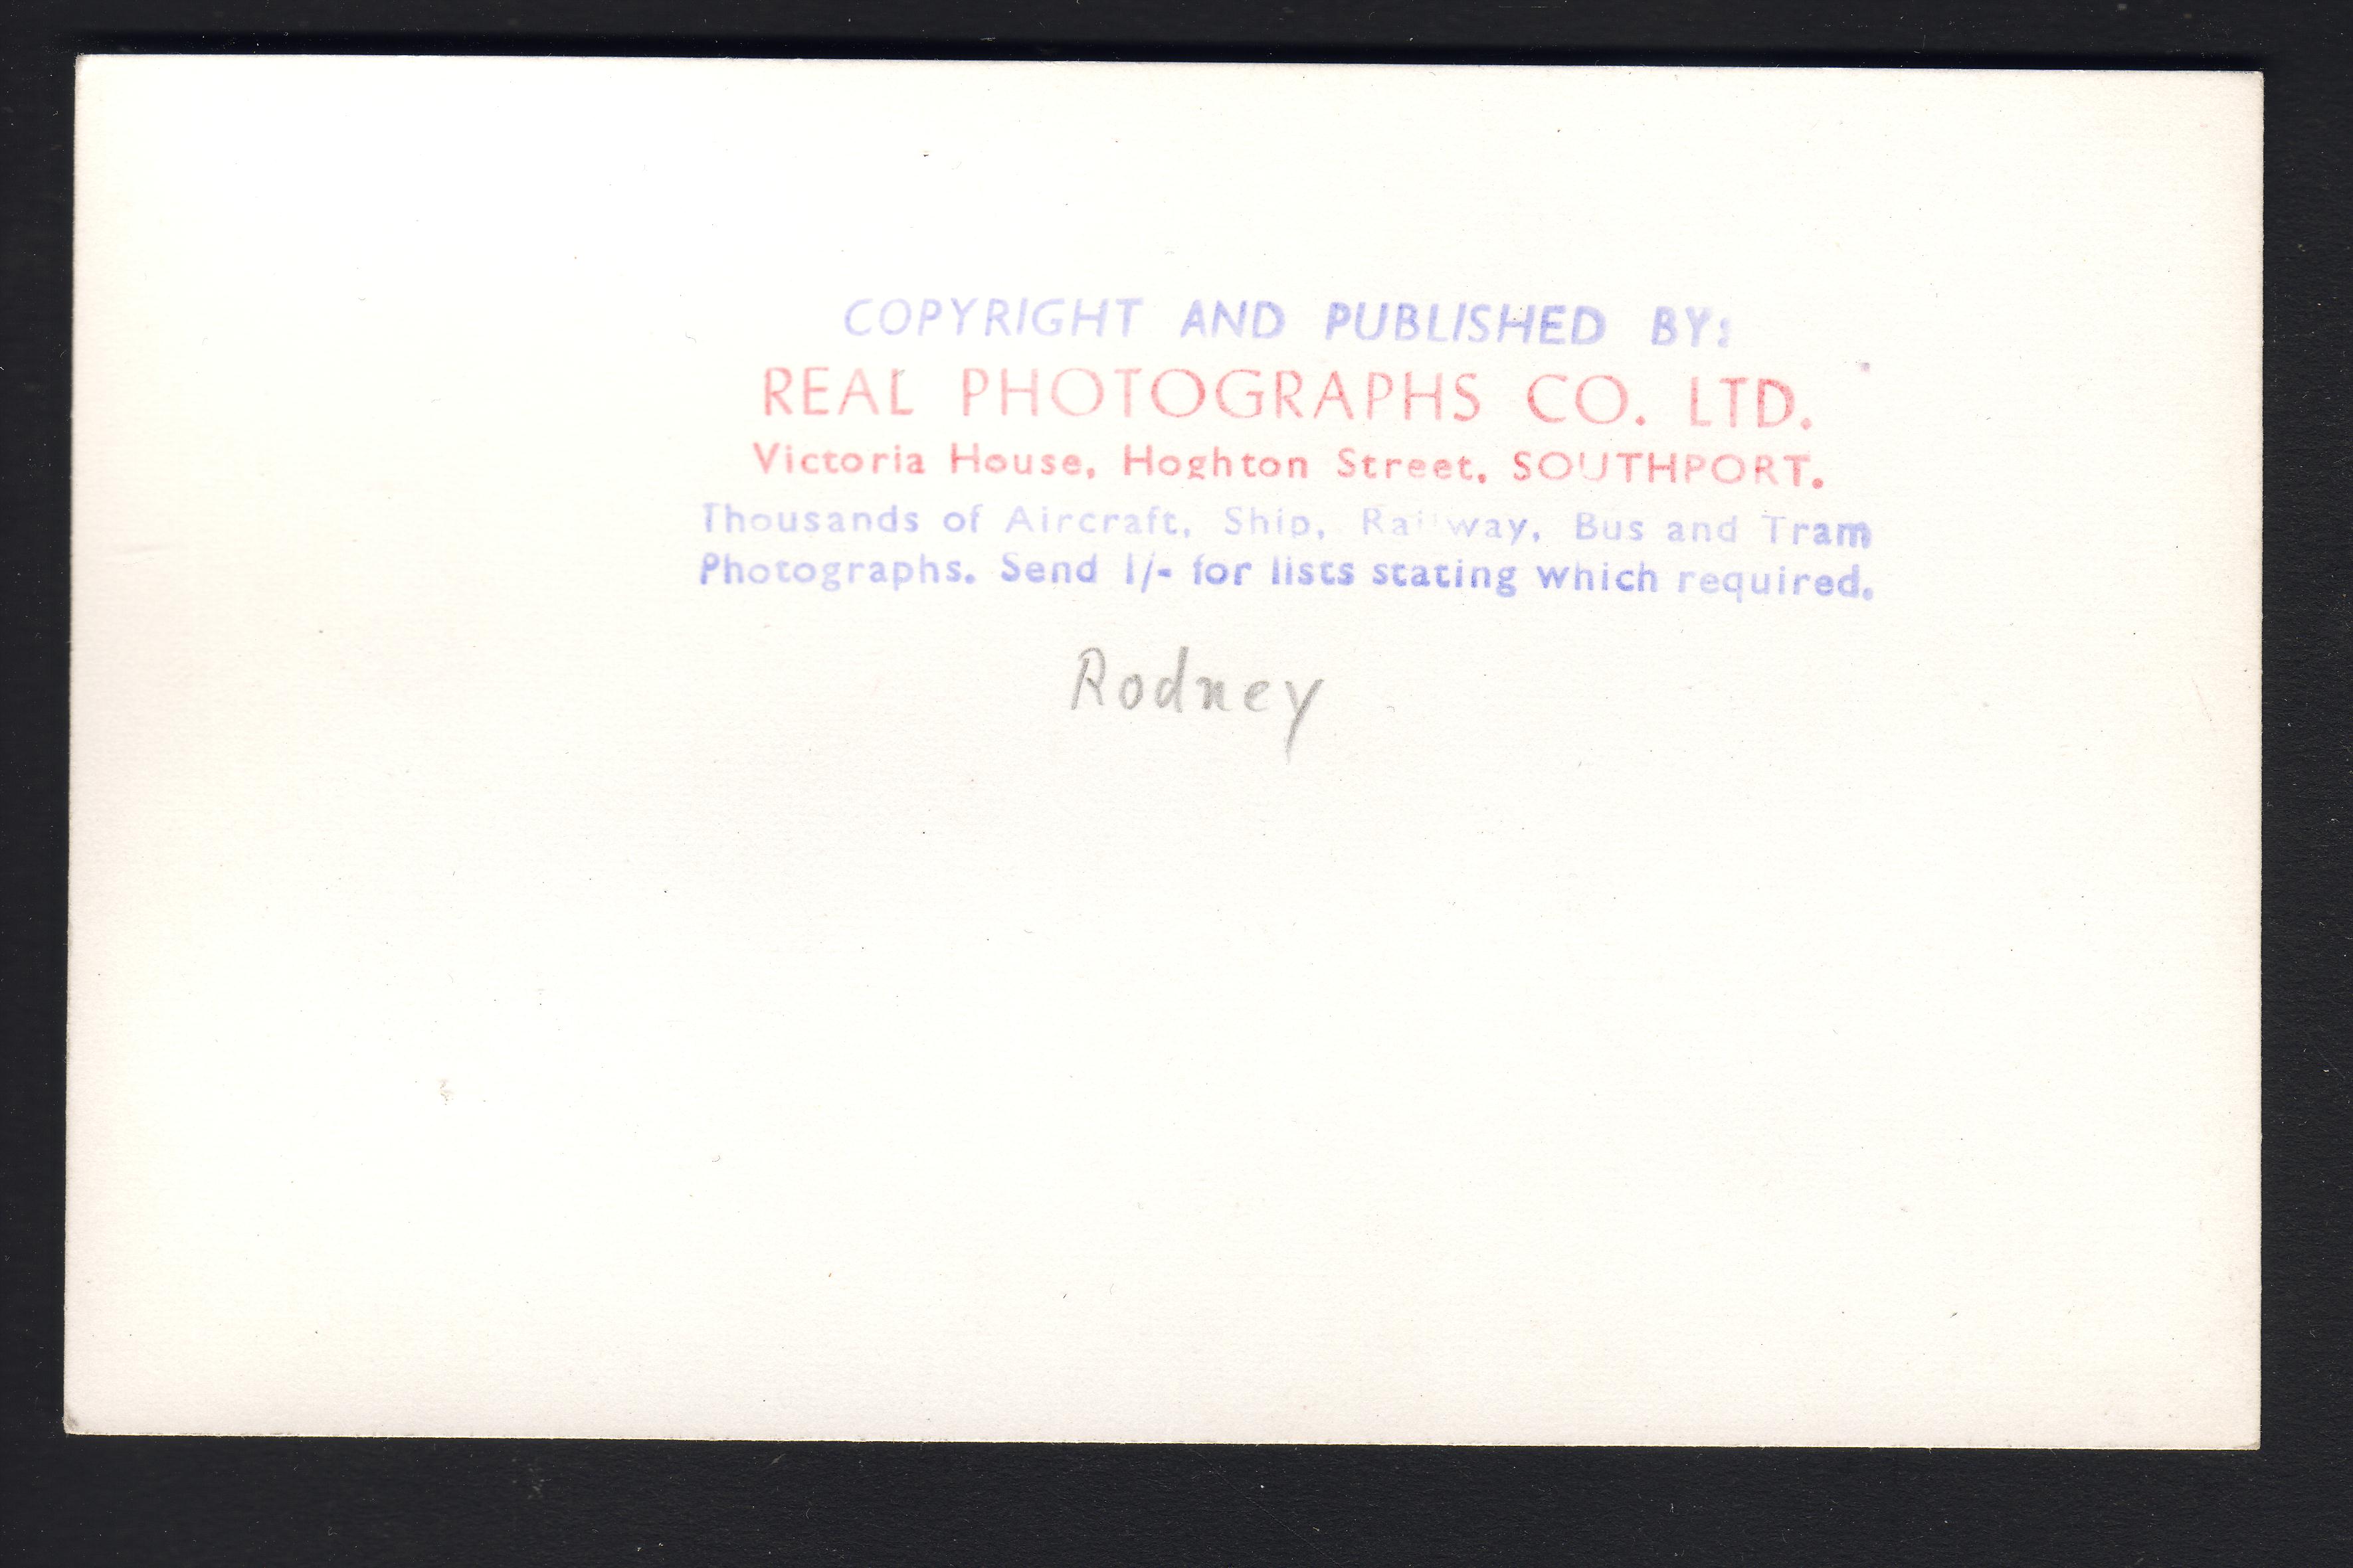 COPYRIGHT AND PUBLISHED BY:
REAL PHOTOGRAPHS CO. LTD.
Victoria House, Hoghton Street, SOUTHPORT.
Thousands of Aircraft, Ship, Railway, Bus and Tram
Photographs. Send 1/- for lists stating which required.
Rodney